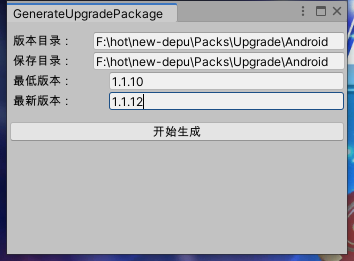 GenerateUpgradePackage
版本目录： F:\hot\new-depu\Packs\Upgrade\Android
保存目录： F:\hot\new-depu\Packs\Upgrade\Android
最低版本： 1.1.10
最新版本： 1.1.12
开始生成